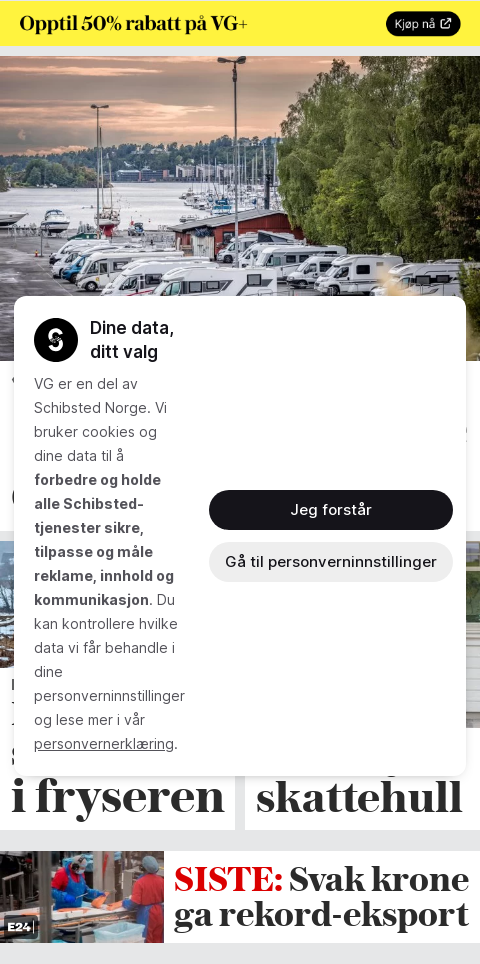 Opptil 50% rabatt på VG+
Kjøp nå
Dine data,
ditt valg
VG er en del av
Schibsted Norge. Vi
bruker cookies og
dine data til å
forbedre og holde
alle Schibsted-
tjenester sikre,
tilpasse og måle
reklame, innhold og
kommunikasjon. Du
kan kontrollere hvilke
data vi får behandle i
dine
personverninnstillinger
og lese mer i vår
personvernerklæring.
Jeg forstår
Gå til personverninnstillinger
i fryseren
skattehull
E24
SISTE: Svak krone
ga rekord-eksport